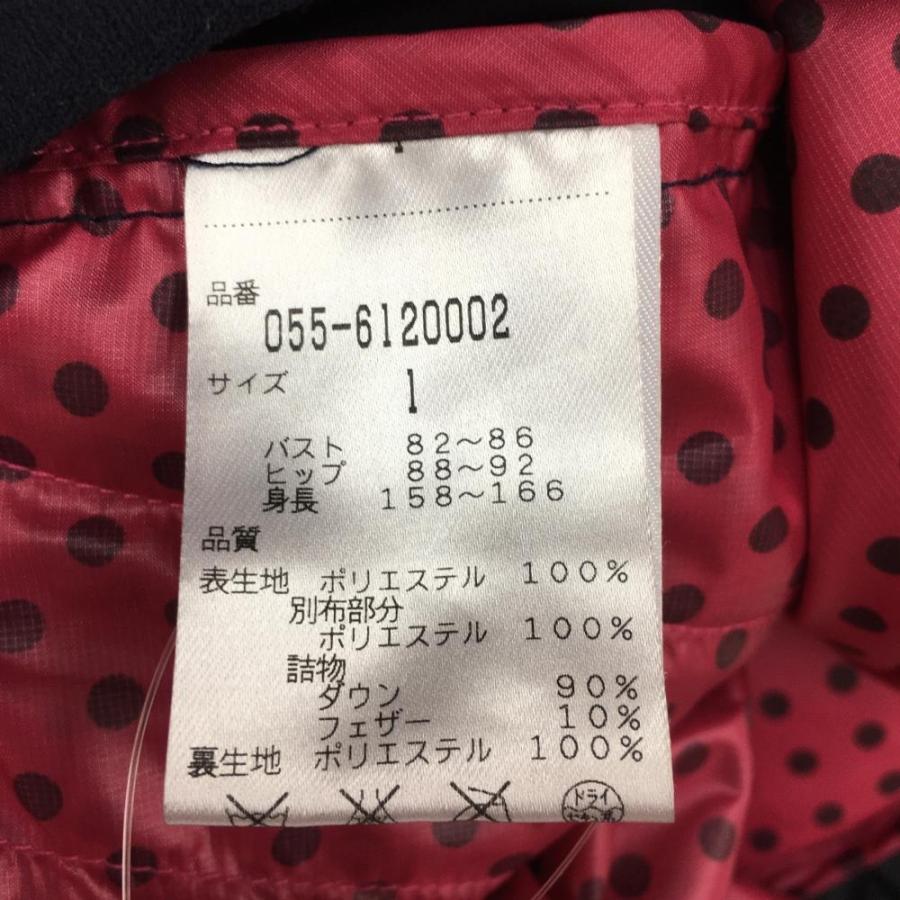 品番
055-6120002
サイズ 1
バスト 82〜86
ヒップ 88〜92
身長 158〜166
品質
表生地 ポリエステル 100%
別布部分
ポリエステル 100%
詰物
ダウン 90%
フェザー 10%
裏生地 ポリエステル 100%
ドライ